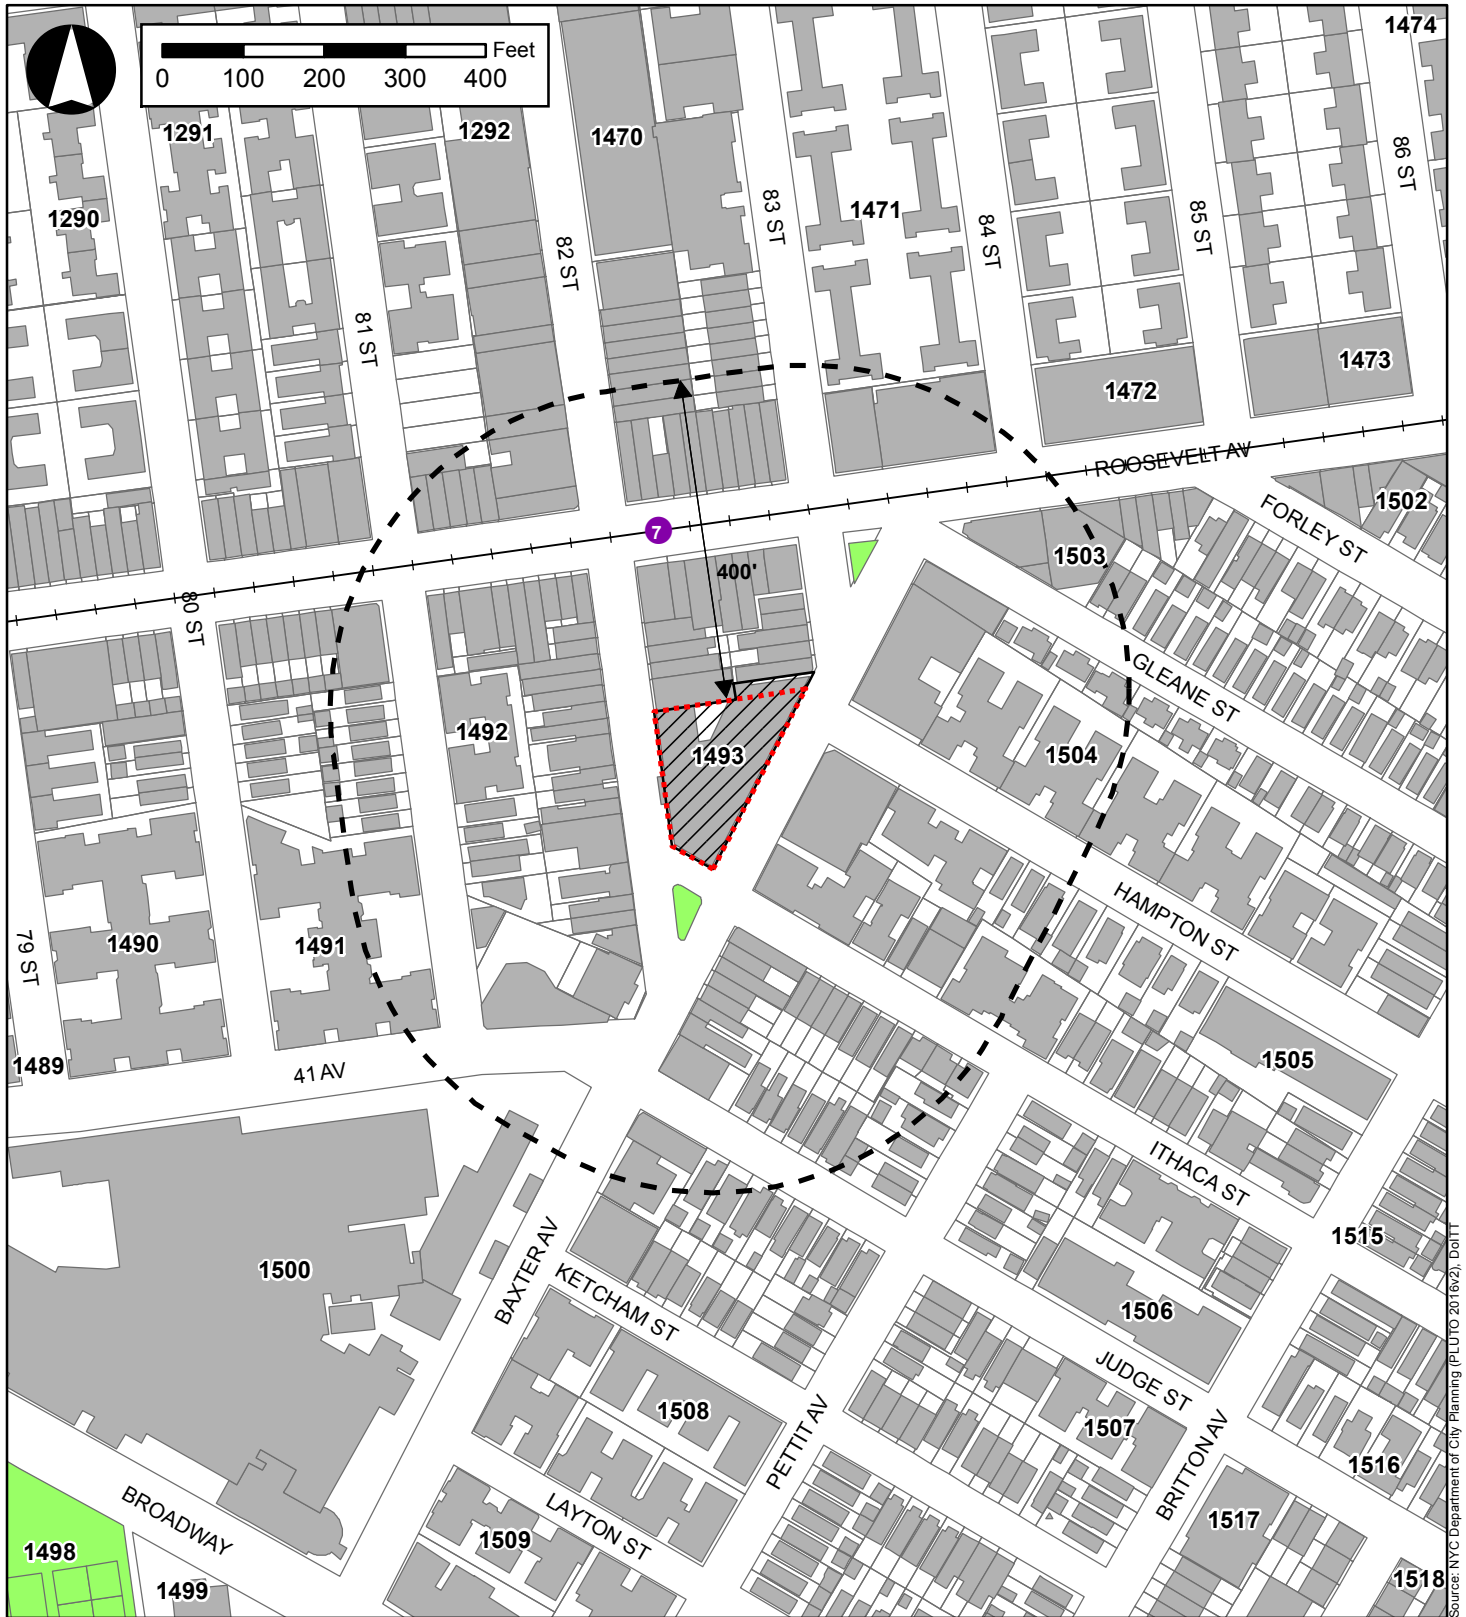 1474
Feet
0 100 200 300 400
1291
1292
1470
86 ST
1290
83 ST
1471
84 ST
85 ST
82 ST
81 ST
1473
1472
ROOSEVELT AV
1502
FORLEY ST
7
1503
400'
80 ST
GLEANE ST
1492
1493
1504
HAMPTON ST
79 ST
1490
1491
1489
41 AV
1505
ITHACA ST
1515
1500
BAXTER AV
KETCHAM ST
1506
JUDGE ST
1508
1507
PETTIT AV
BRITTON AV
1516
BROADWAY
LAYTON ST
1517
1509
1498
1499
1518
Source: NYC Department of City Planning (PLUTO 2016v2), DoITT